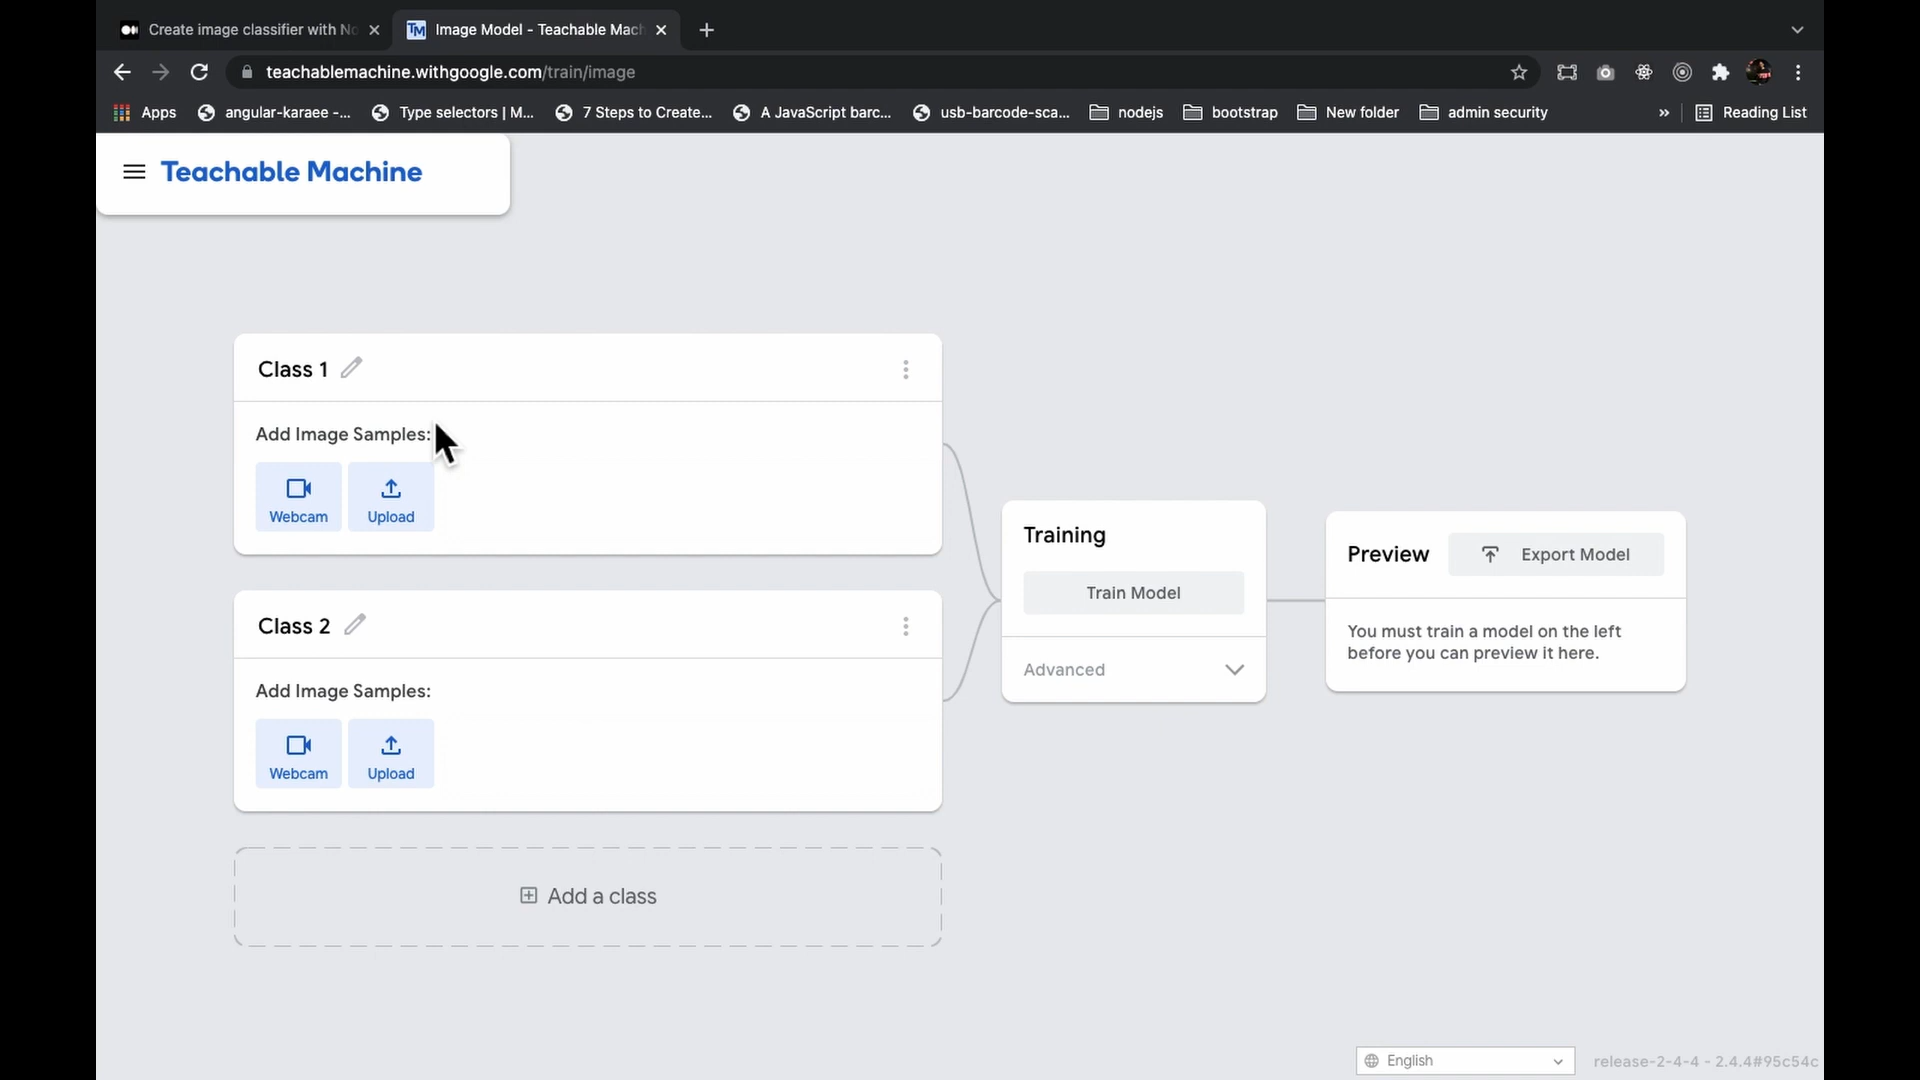 Create image classifier with No
Image Model - Teachable Mach
teachablemachine.withgoogle.com/train/image
Apps
angular-karaee -...
Type selectors | M...
7 Steps to Create...
A JavaScript barc...
usb-barcode-sca...
nodejs
bootstrap
New folder
admin security
»
Reading List
Teachable Machine
Class 1
Add Image Samples:
Webcam
Upload
Class 2
Add Image Samples:
Webcam
Upload
Add a class
Training
Train Model
Advanced
Preview
Export Model
You must train a model on the left
before you can preview it here.
English
release-2-4-4 - 2.4.4#95c54c